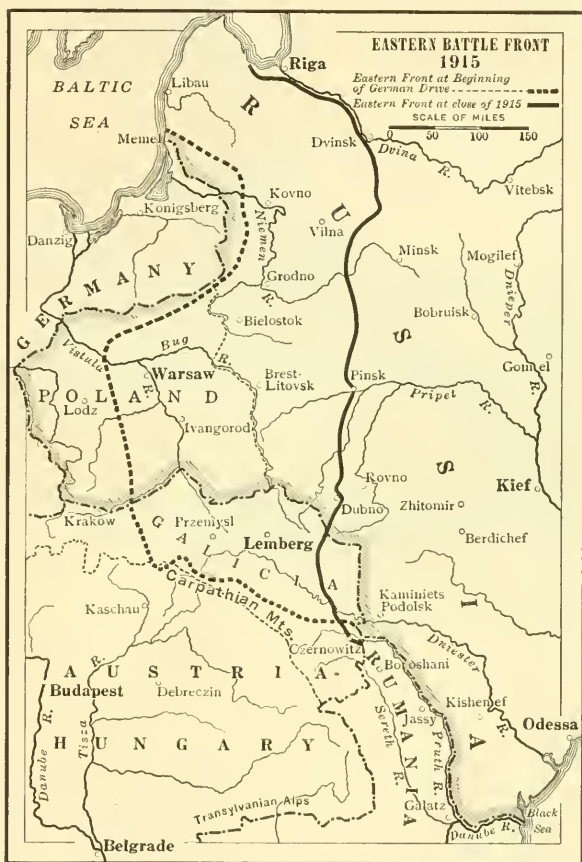 EASTERN BATTLE FRONT
1915
Eastern Front at Beginning
of German Drive
Eastern Front at close of 1915
SCALE OF MILES
0 50 100 150
BALTIC
SEA
Riga
Libau
Memel
Dvinsk
Dvina R.
Vitebsk
Kovno
Konigsberg
Niemen
R.
Vilna
Danzig
Minsk
Mogilef
Dnieper
R.
Grodno
GERMANY
Bielostok
Bobruisk
Gomel
Vistula
R.
Bug
R.
Warsaw
Brest-
Litovsk
Pinsk
Pripet R.
POLAND
Lodz
Ivangorod
RUSSIA
Rovno
Kief
Dubno
Zhitomir
Berdichef
Krakow
Przemysl
Lemberg
GALICIA
Carpathian Mts.
Kaschau
Kaminiets
Podolsk
Dniester
R.
Czernowitz
Botoshani
AUSTRIA-
Budapest
Debreczin
RUMANIA
Kishenef
Jassy
Odessa
Danube R.
Tisza
R.
HUNGARY
Sereth
R.
Pruth R.
Transylvanian Alps
Galatz
Black
Sea
Danube R.
Belgrade